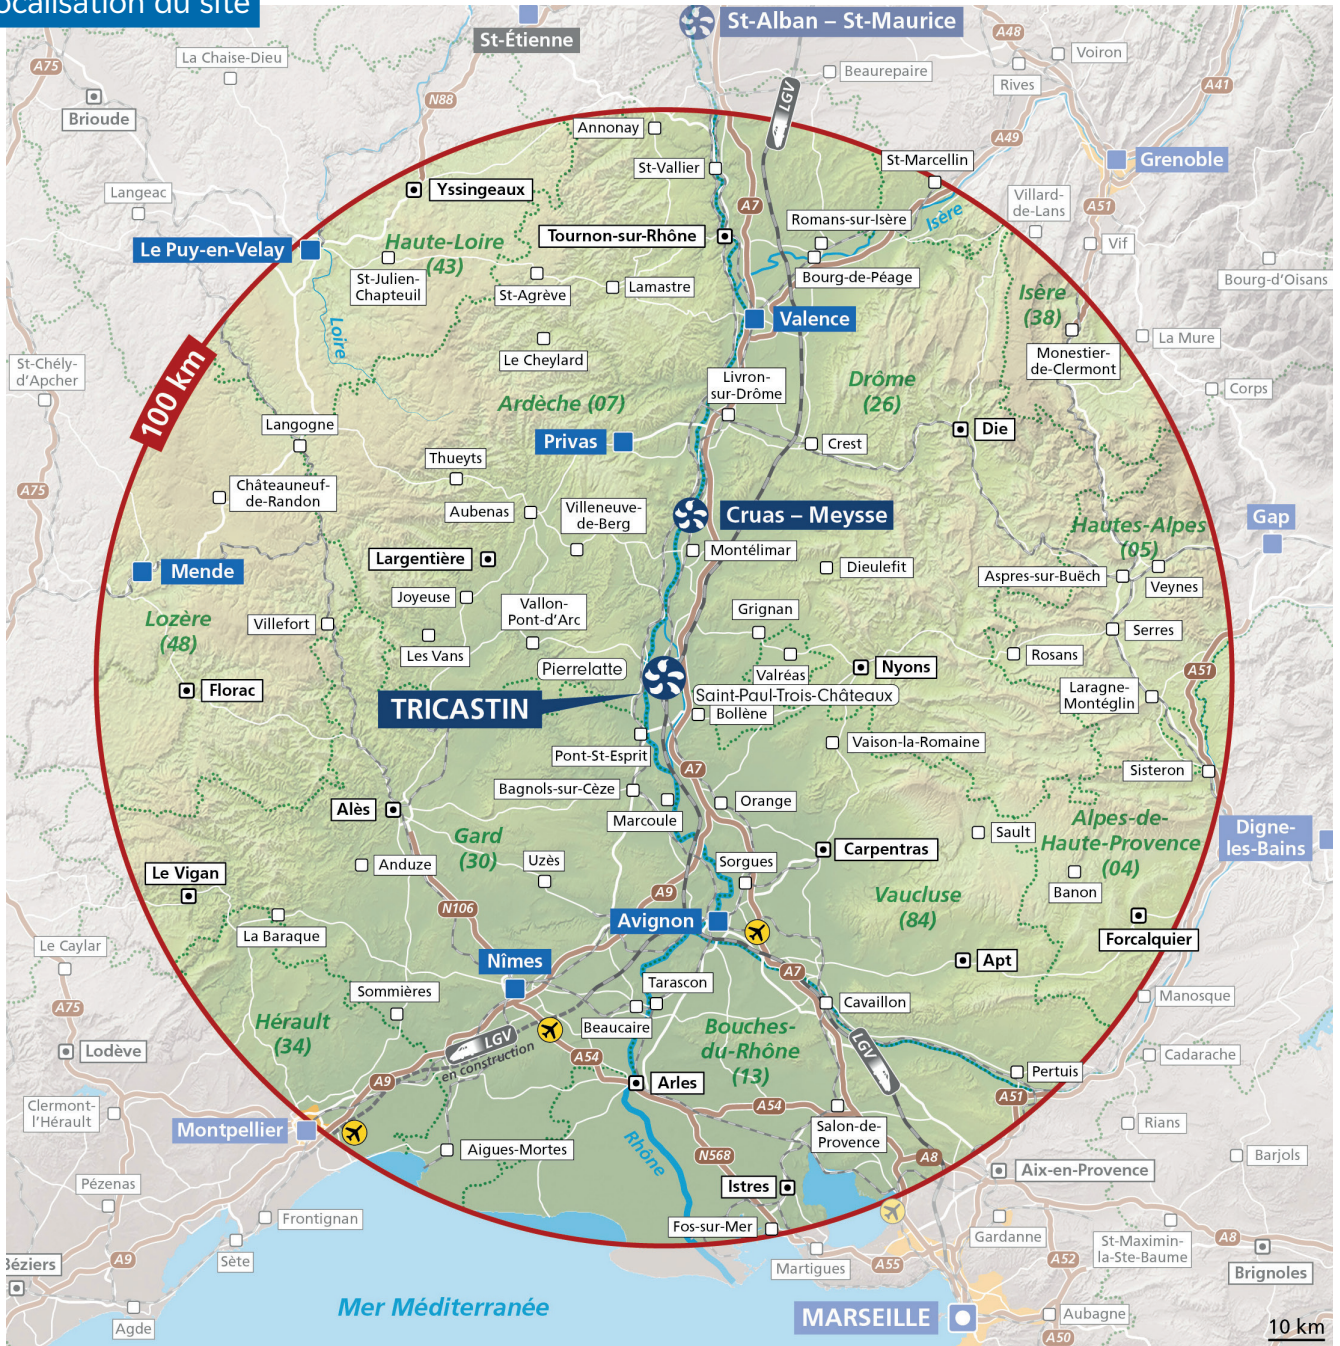 ocalisation du site
St-Étienne
St-Alban – St-Maurice
A48
Voiron
La Chaise-Dieu
A75
Beaurepaire
Rives
A41
N88
LGV
Brioude
Annonay
A49
St-Vallier
St-Marcellin
Grenoble
Langeac
Yssingeaux
Villard-
de-Lans
A51
A7
Romans-sur-Isère
Isère
Le Puy-en-Velay
Haute-Loire
(43)
Tournon-sur-Rhône
Vif
St-Julien-
Chapteuil
St-Agrève
Lamastre
Bourg-de-Péage
Bourg-d'Oisans
Isère
(38)
Loire
Valence
La Mure
Le Cheylard
Monestier-
de-Clermont
St-Chély-
d'Apcher
100 km
Livron-
sur-Drôme
Drôme
(26)
Corps
Ardèche (07)
Langogne
Privas
Crest
Die
Thueyts
A75
Châteauneuf-
de-Randon
Aubenas
Villeneuve-
de-Berg
Cruas – Meysse
Hautes-Alpes
(05)
Gap
Largentière
Montélimar
Mende
Dieulefit
Aspres-sur-Buëch
Veynes
Joyeuse
Vallon-
Pont-d'Arc
Grignan
Lozère
(48)
Villefort
Serres
Les Vans
Pierrelatte
Valréas
Nyons
Rosans
A51
Florac
TRICASTIN
Saint-Paul-Trois-Châteaux
Laragne-
Montéglin
Bollène
Pont-St-Esprit
Vaison-la-Romaine
A7
Sisteron
Bagnols-sur-Cèze
Orange
Alès
Marcoule
Gard
(30)
Sault
Alpes-de-
Haute-Provence
(04)
Digne-
les-Bains
Carpentras
Anduze
Uzès
Sorgues
Le Vigan
A9
Vaucluse
(84)
Banon
N106
Avignon
La Baraque
Forcalquier
Le Caylar
Nîmes
Apt
A7
Sommières
Tarascon
Cavaillon
Manosque
A75
Beaucaire
Hérault
(34)
Bouches-
du-Rhône
(13)
Lodève
LGV
en construction
LGV
Cadarache
A54
A9
Arles
Pertuis
A51
Clermont-
l'Hérault
A54
Montpellier
Salon-de-
Provence
Rians
Aigues-Mortes
Rhône
N568
A8
Barjols
Aix-en-Provence
Pézenas
Istres
Frontignan
Fos-sur-Mer
Gardanne
St-Maximin-
la-Ste-Baume
A8
A9
Sète
Martigues
A55
A52
Béziers
Brignoles
Mer Méditerranée
MARSEILLE
Aubagne
Agde
A50
10 km